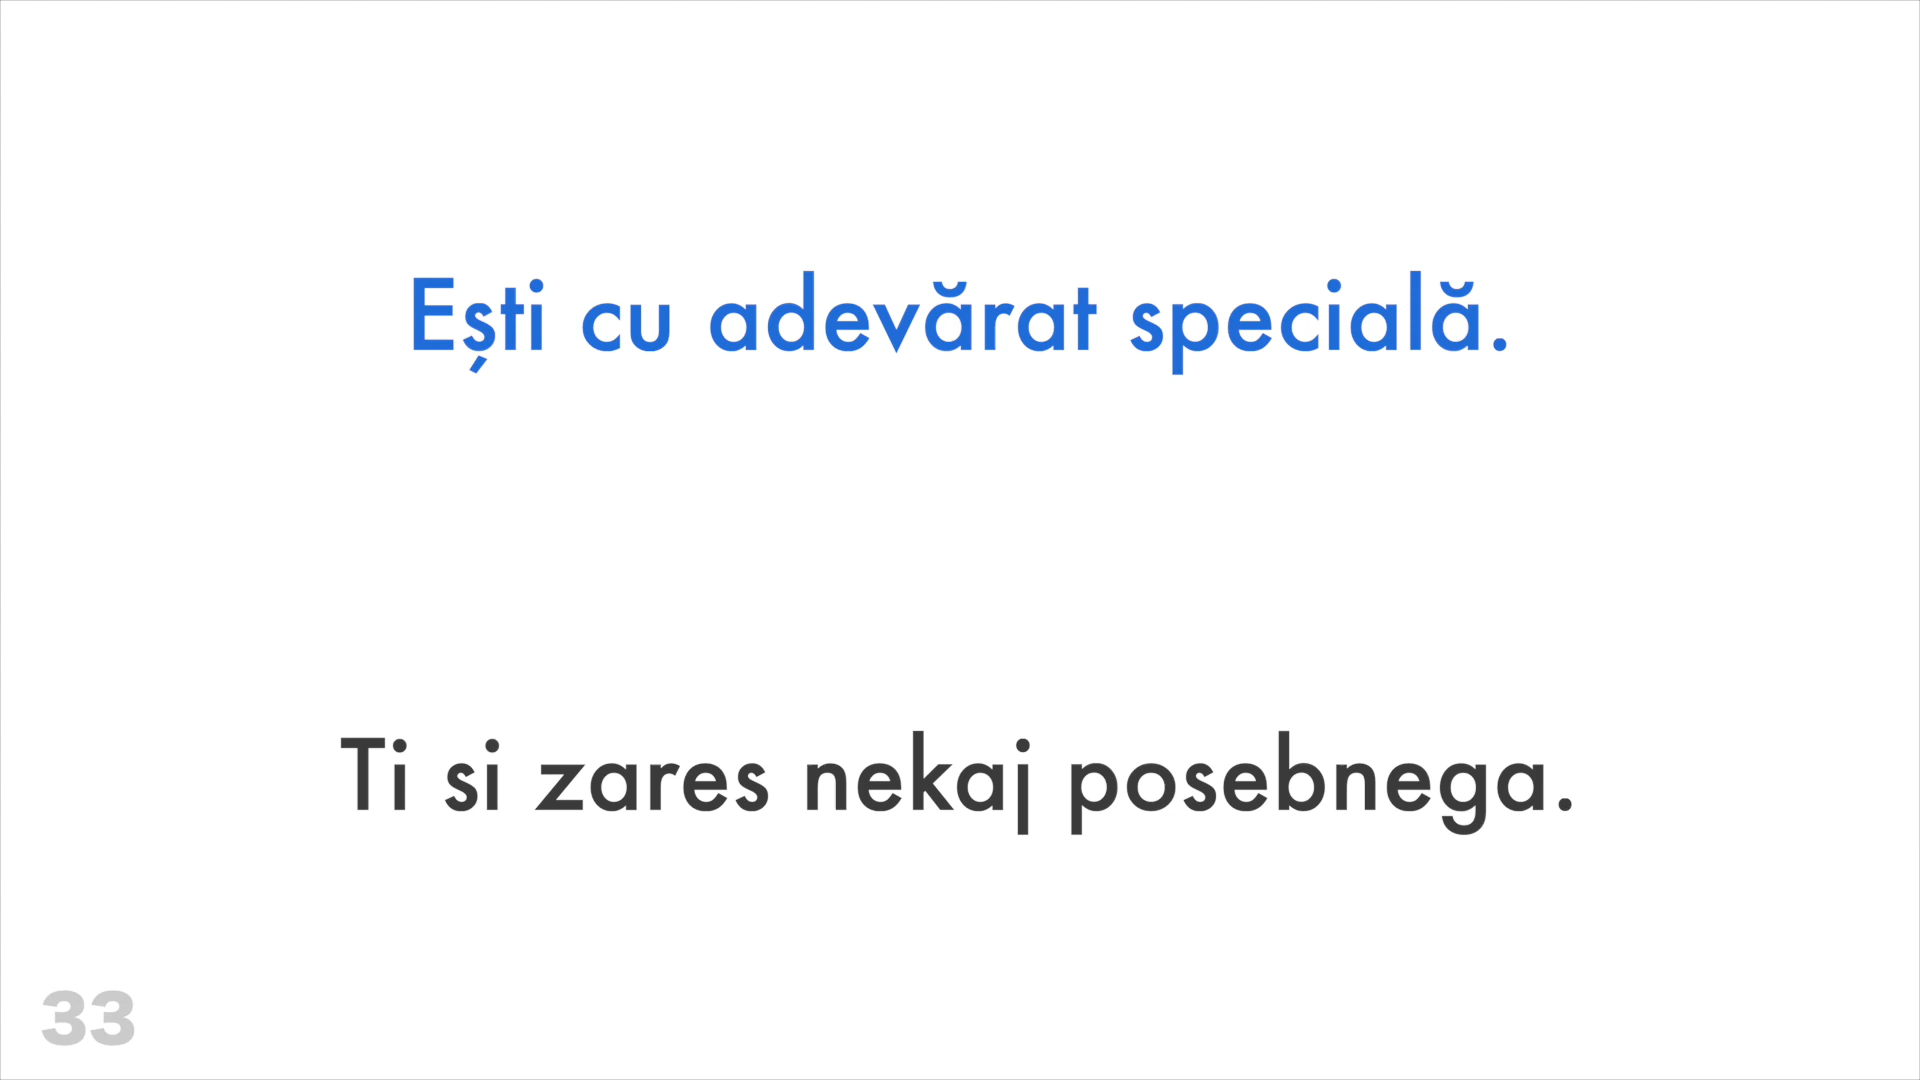 Ești cu adevărat specială.
Ti si zares nekaj posebnega.
33